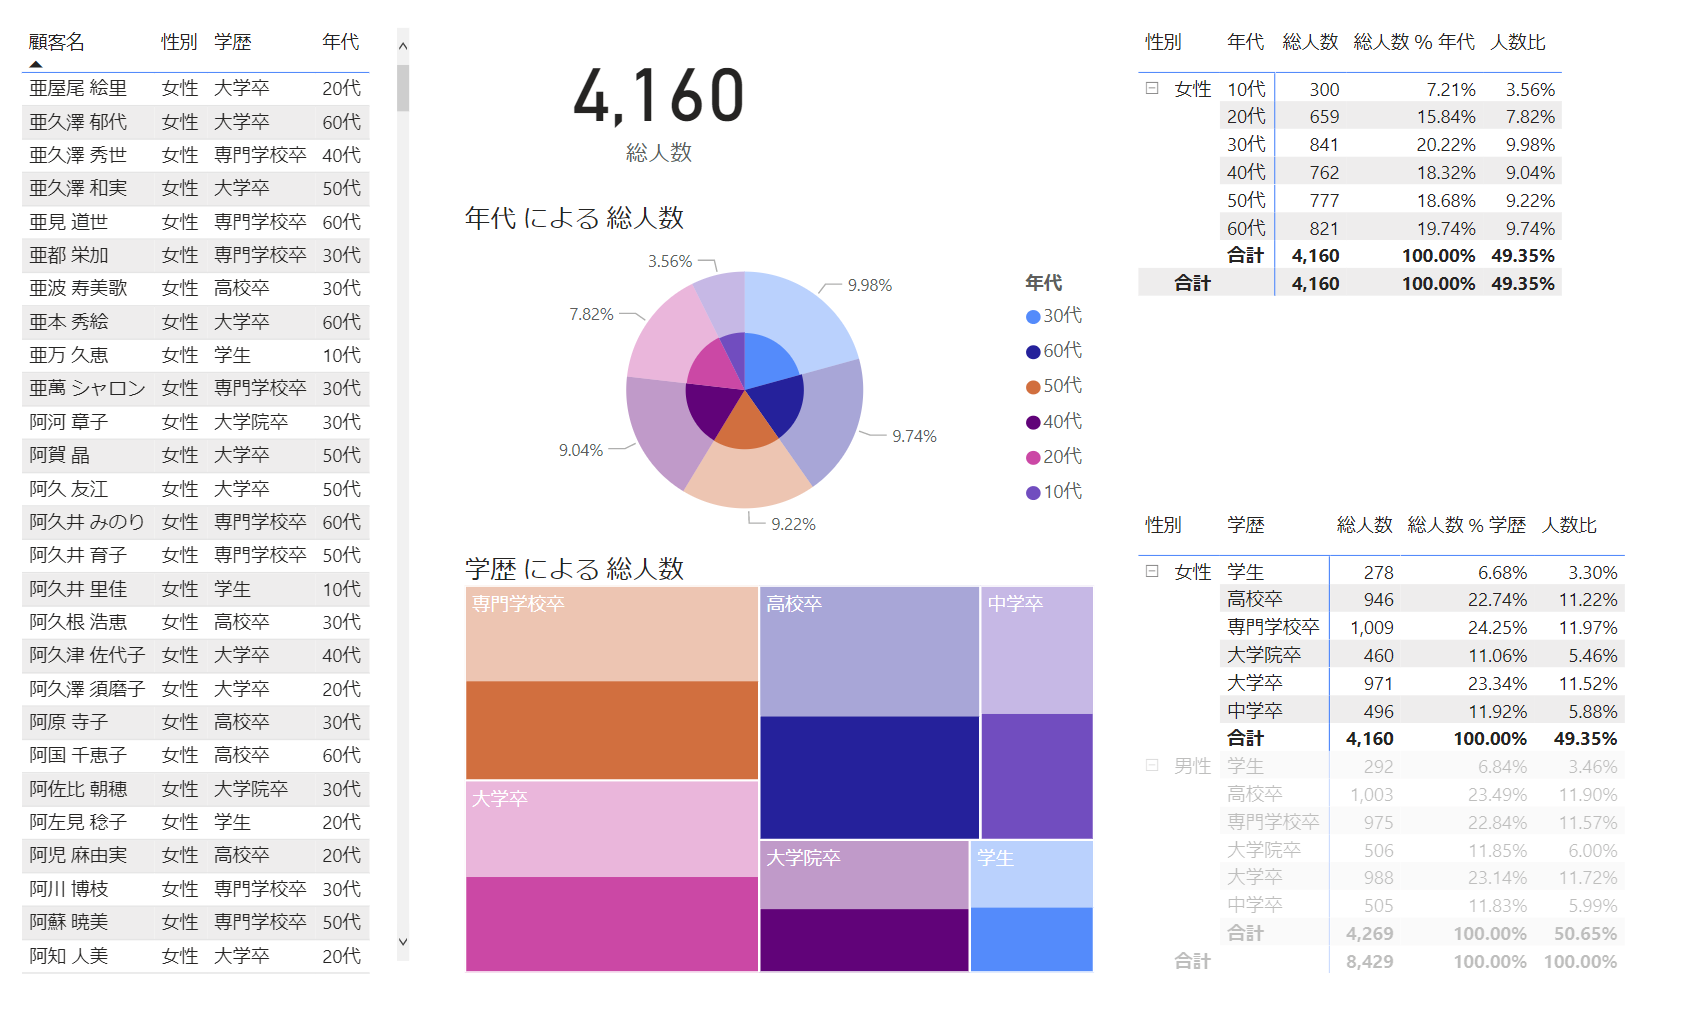 顧客名 性別 学歴 年代
亜屋尾 絵里 女性 大学卒 20代
亜久澤 郁代 女性 大学卒 60代
亜久澤 秀世 女性 専門学校卒 40代
亜久澤 和実 女性 大学卒 50代
亜見 道世 女性 専門学校卒 60代
亜都 栄加 女性 専門学校卒 30代
亜波 寿美歌 女性 高校卒 30代
亜本 秀絵 女性 大学卒 60代
亜万 久恵 女性 学生 10代
亜萬 シャロン 女性 専門学校卒 30代
阿河 章子 女性 大学院卒 30代
阿賀 晶 女性 大学卒 50代
阿久 友江 女性 大学卒 50代
阿久井 みのり 女性 専門学校卒 60代
阿久井 育子 女性 専門学校卒 50代
阿久井 里佳 女性 学生 10代
阿久根 浩恵 女性 高校卒 30代
阿久津 佐代子 女性 大学卒 40代
阿久澤 須磨子 女性 大学卒 20代
阿原 寺子 女性 高校卒 30代
阿国 千恵子 女性 高校卒 60代
阿佐比 朝穂 女性 大学院卒 30代
阿左見 稔子 女性 学生 20代
阿児 麻由実 女性 高校卒 20代
阿川 博枝 女性 専門学校卒 30代
阿蘇 暁美 女性 専門学校卒 50代
阿知 人美 女性 大学卒 20代
4,160
総人数
年代 による 総人数
3.56%
9.98%
7.82%
9.74%
9.04%
9.22%
年代
30代
60代
50代
40代
20代
10代
学歴 による 総人数
専門学校卒
高校卒
中学卒
大学卒
大学院卒
学生
性別 年代 総人数 総人数 % 年代 人数比
女性 10代 300 7.21% 3.56%
20代 659 15.84% 7.82%
30代 841 20.22% 9.98%
40代 762 18.32% 9.04%
50代 777 18.68% 9.22%
60代 821 19.74% 9.74%
合計 4,160 100.00% 49.35%
合計 4,160 100.00% 49.35%
性別 学歴 総人数 総人数 % 学歴 人数比
女性 学生 278 6.68% 3.30%
高校卒 946 22.74% 11.22%
専門学校卒 1,009 24.25% 11.97%
大学院卒 460 11.06% 5.46%
大学卒 971 23.34% 11.52%
中学卒 496 11.92% 5.88%
合計 4,160 100.00% 49.35%
男性 学生 292 6.84% 3.46%
高校卒 1,003 23.49% 11.90%
専門学校卒 975 22.84% 11.57%
大学院卒 506 11.85% 6.00%
大学卒 988 23.14% 11.72%
中学卒 505 11.83% 5.99%
合計 4,269 100.00% 50.65%
合計 8,429 100.00% 100.00%